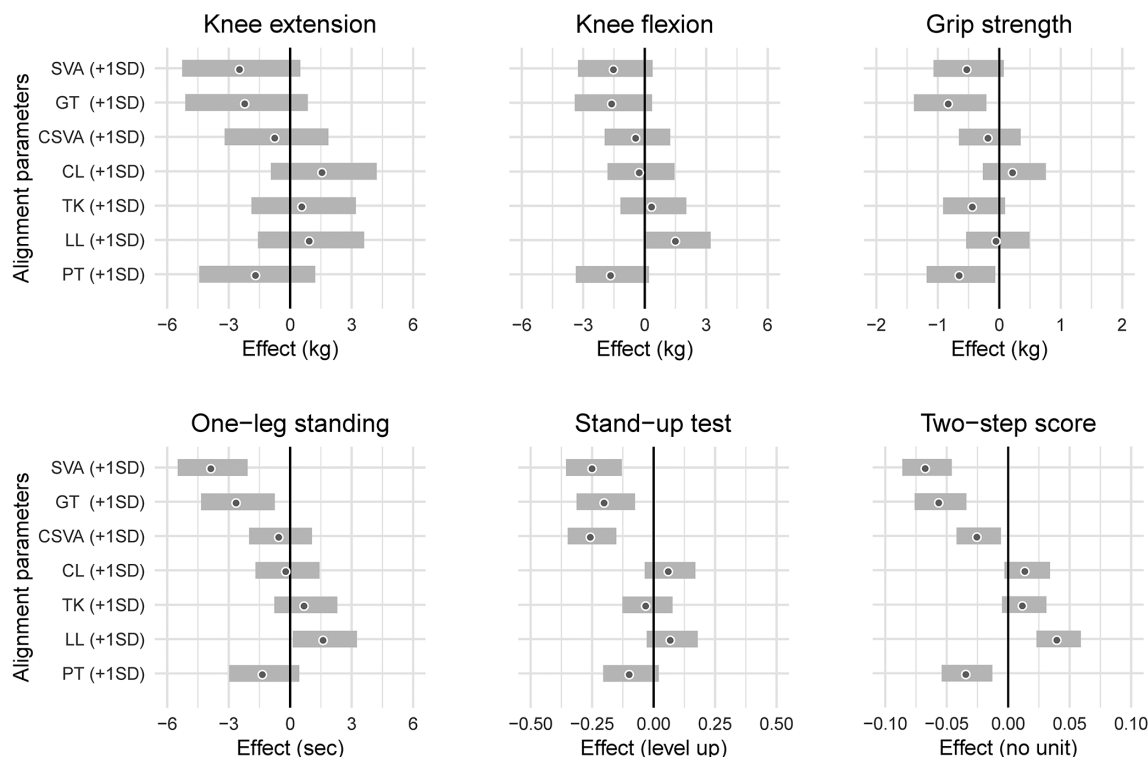 Knee extension
Knee flexion
Grip strength
Alignment parameters
SVA (+1SD)
GT (+1SD)
CSVA (+1SD)
CL (+1SD)
TK (+1SD)
LL (+1SD)
PT (+1SD)
−6 −3 0 3 6
−6 −3 0 3 6
−2 −1 0 1 2
Effect (kg)
Effect (kg)
Effect (kg)
One−leg standing
Stand−up test
Two−step score
Alignment parameters
SVA (+1SD)
GT (+1SD)
CSVA (+1SD)
CL (+1SD)
TK (+1SD)
LL (+1SD)
PT (+1SD)
−6 −3 0 3 6
−0.50 −0.25 0.00 0.25 0.50
−0.10 −0.05 0.00 0.05 0.10
Effect (sec)
Effect (level up)
Effect (no unit)